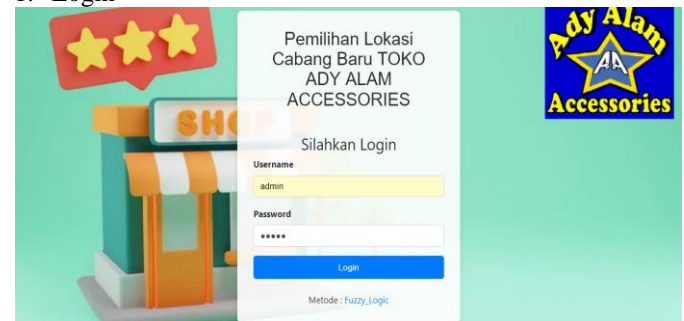 1. Login
Pemilihan Lokasi
Cabang Baru TOKO
ADY ALAM
ACCESSORIES
Silahkan Login
Username
admin
Password
•••••
Login
Metode : Fuzzy_Logic
SHOP
Ady Alam
AA
Accessories